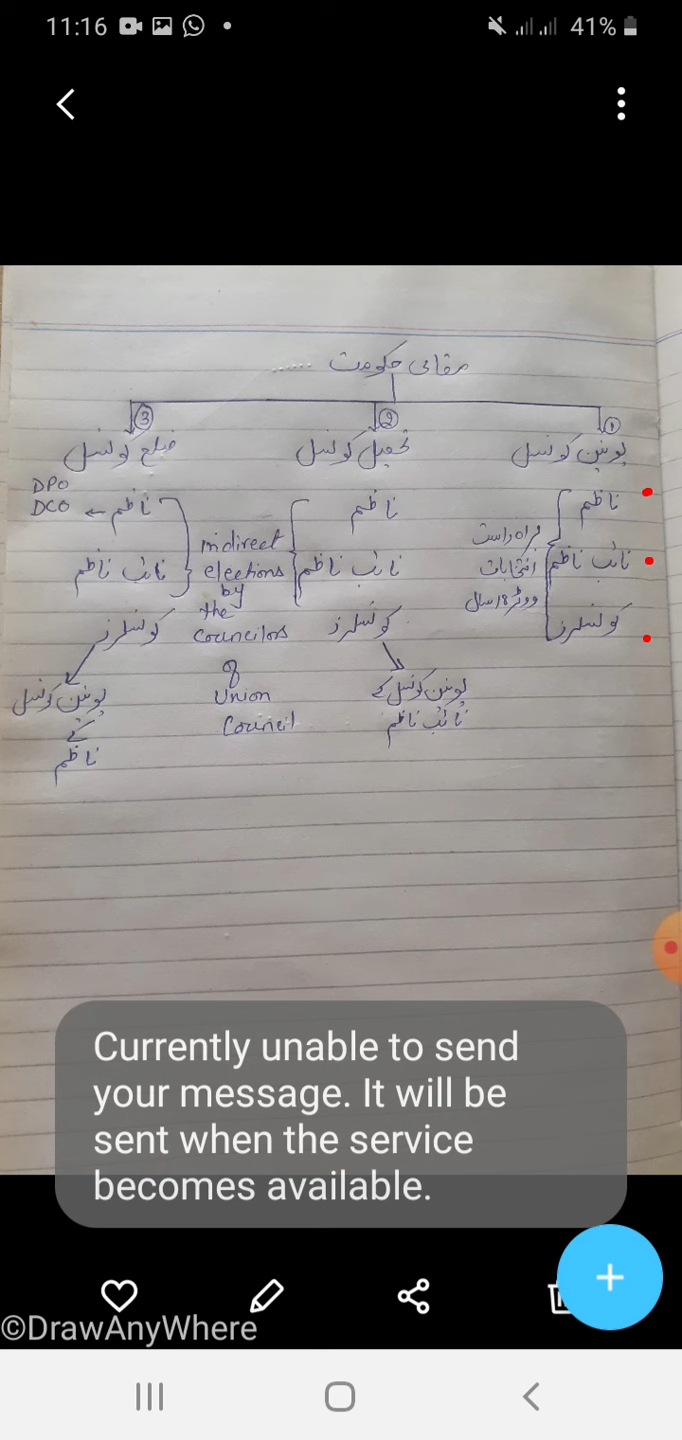 11:16
41%
مقامی حکومت ......
① ② ③
یونین کونسل
تحصیل کونسل
ضلع کونسل
ناظم
نائب ناظم
کونسلرز
براہ راست
انتخابات
ووٹر 18 سال
ناظم
نائب ناظم
کونسلرز
یونین کونسل کے
نائب ناظم
indirect
elections
by
the
Councilors
of
Union
Council
DPO
DCO ← ناظم
نائب ناظم
کونسلرز
یونین کونسل
کے
ناظم
Currently unable to send
your message. It will be
sent when the service
becomes available.
©DrawAnyWhere